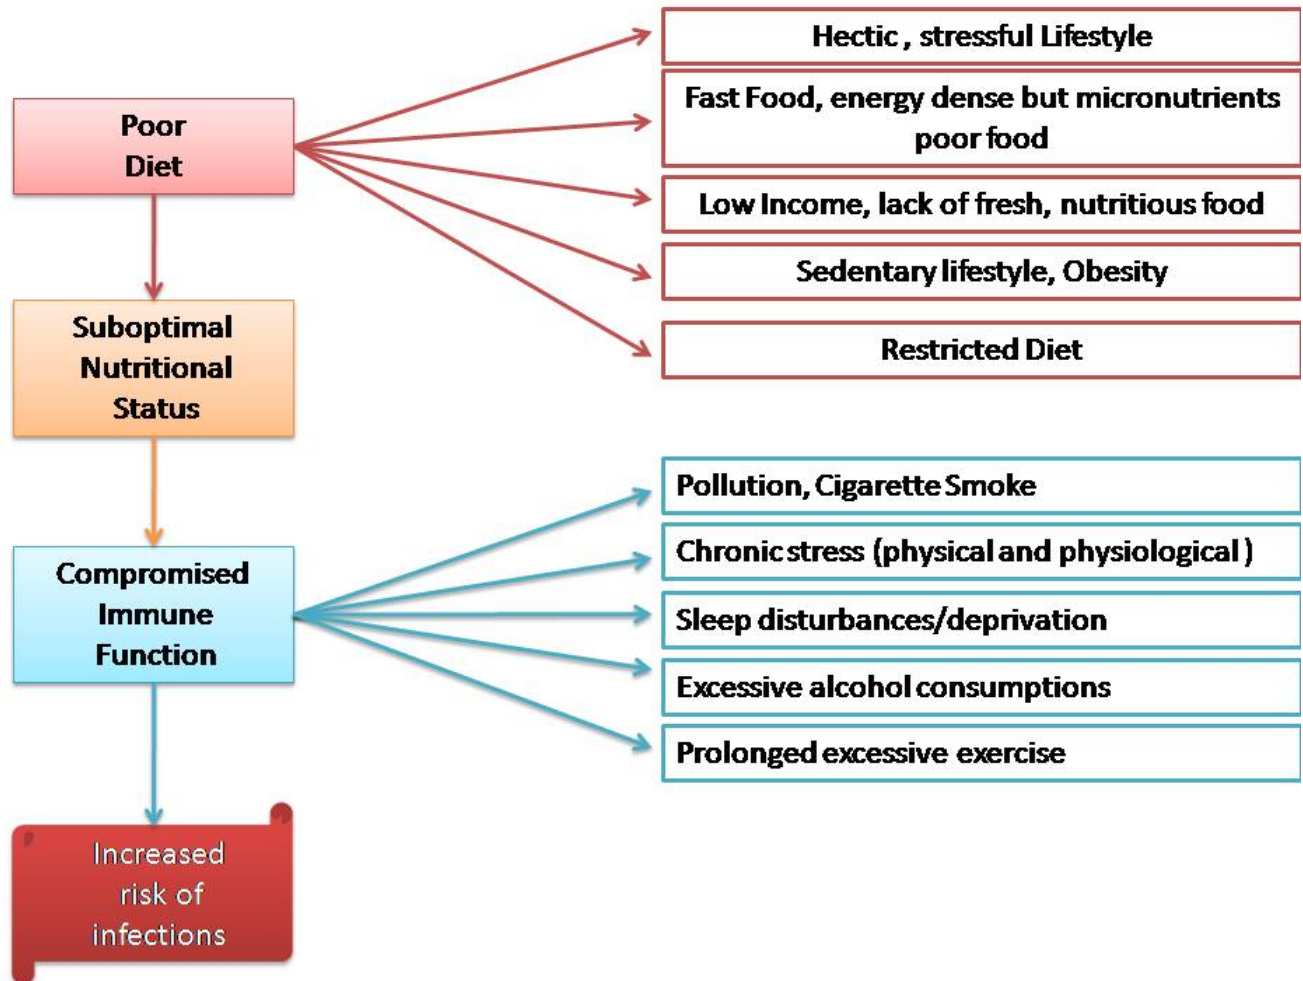 Poor
Diet
Hectic , stressful Lifestyle
Fast Food, energy dense but micronutrients
poor food
Low Income, lack of fresh, nutritious food
Sedentary lifestyle, Obesity
Restricted Diet
Suboptimal
Nutritional
Status
Compromised
Immune
Function
Pollution, Cigarette Smoke
Chronic stress (physical and physiological )
Sleep disturbances/deprivation
Excessive alcohol consumptions
Prolonged excessive exercise
Increased
risk of
infections